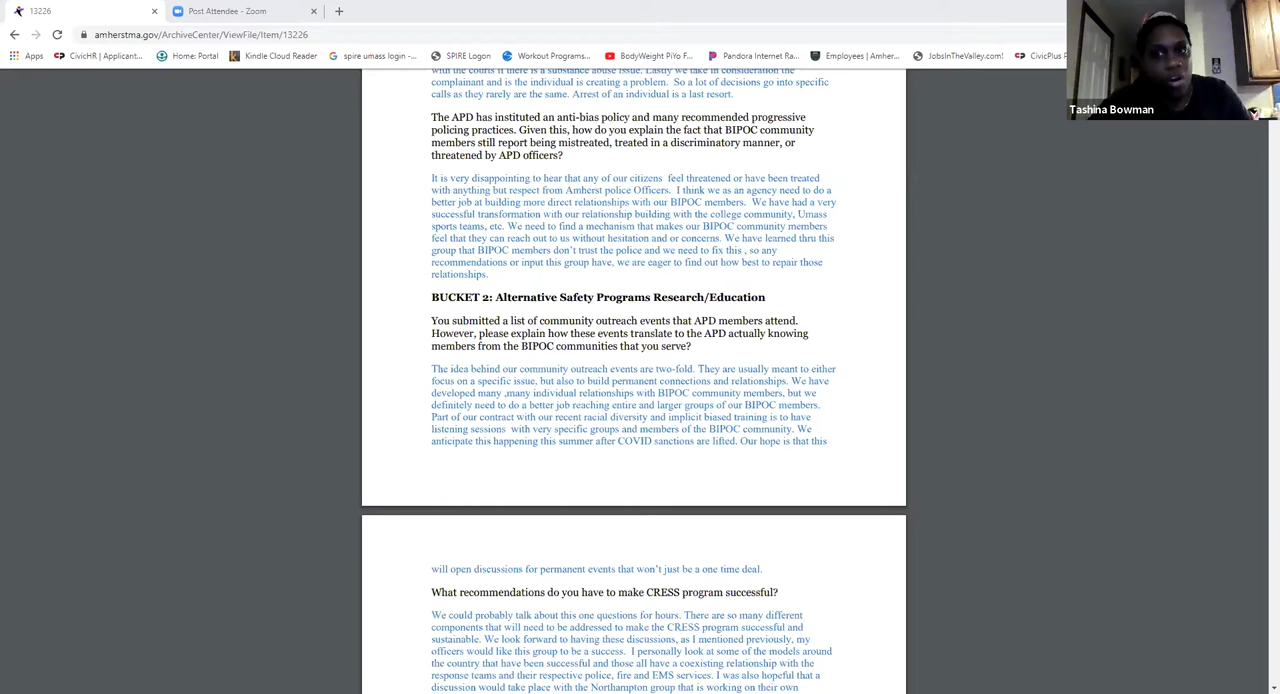 13226
Post Attendee - Zoom
amherstma.gov/ArchiveCenter/ViewFile/Item/13226
Apps CivicHR | Applicant... Home: Portal Kindle Cloud Reader spire umass login -... SPIRE Logon Workout Programs... BodyWeight PiYo F... Pandora Internet Ra... Employees | Amher... JobsInTheValley.com! CivicPlus
Tashina Bowman
with the courts if there is a substance abuse issue. Lastly we take in consideration the
complainant and is the individual is creating a problem. So a lot of decisions go into specific
calls as they rarely are the same. Arrest of an individual is a last resort.
The APD has instituted an anti-bias policy and many recommended progressive
policing practices. Given this, how do you explain the fact that BIPOC community
members still report being mistreated, treated in a discriminatory manner, or
threatened by APD officers?
It is very disappointing to hear that any of our citizens feel threatened or have been treated
with anything but respect from Amherst police Officers. I think we as an agency need to do a
better job at building more direct relationships with our BIPOC members. We have had a very
successful transformation with our relationship building with the college community, Umass
sports teams, etc. We need to find a mechanism that makes our BIPOC community members
feel that they can reach out to us without hesitation and or concerns. We have learned thru this
group that BIPOC members don't trust the police and we need to fix this , so any
recommendations or input this group have, we are eager to find out how best to repair those
relationships.
BUCKET 2: Alternative Safety Programs Research/Education
You submitted a list of community outreach events that APD members attend.
However, please explain how these events translate to the APD actually knowing
members from the BIPOC communities that you serve?
The idea behind our community outreach events are two-fold. They are usually meant to either
focus on a specific issue, but also to build permanent connections and relationships. We have
developed many ,many individual relationships with BIPOC community members, but we
definitely need to do a better job reaching entire and larger groups of our BIPOC members.
Part of our contract with our recent racial diversity and implicit biased training is to have
listening sessions with very specific groups and members of the BIPOC community. We
anticipate this happening this summer after COVID sanctions are lifted. Our hope is that this
will open discussions for permanent events that won't just be a one time deal.
What recommendations do you have to make CRESS program successful?
We could probably talk about this one questions for hours. There are so many different
components that will need to be addressed to make the CRESS program successful and
sustainable. We look forward to having these discussions, as I mentioned previously, my
officers would like this group to be a success. I personally look at some of the models around
the country that have been successful and those all have a coexisting relationship with the
response teams and their respective police, fire and EMS services. I was also hopeful that a
discussion would take place with the Northampton group that is working on their own